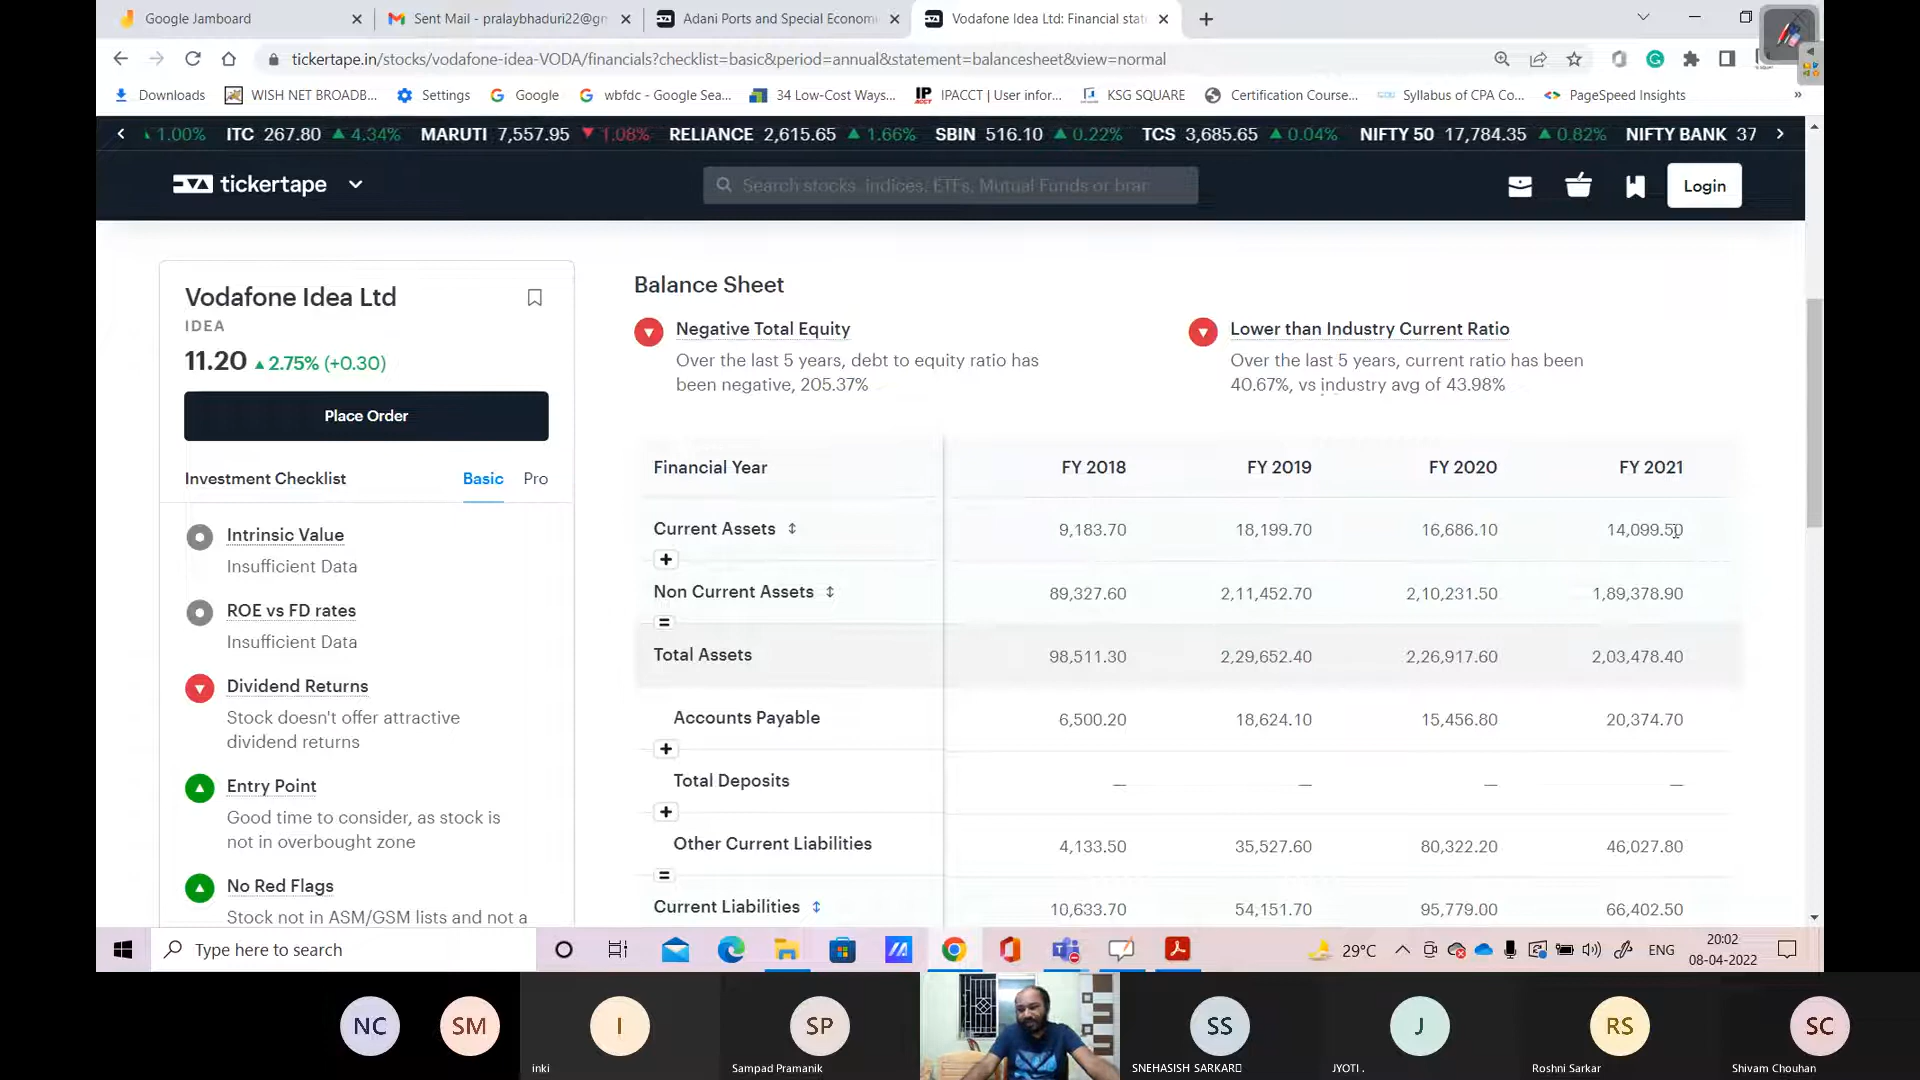 Google Jamboard
Sent Mail - pralaybhaduri22@gr
Adani Ports and Special Econom
Vodafone Idea Ltd: Financial stat
tickertape.in/stocks/vodafone-idea-VODA/financials?checklist=basic&period=annual&statement=balancesheet&view=normal
Downloads
WISH NET BROADB...
Settings
Google
wbfdc - Google Sea...
34 Low-Cost Ways...
IPACCT | User infor...
KSG SQUARE
Certification Course...
Syllabus of CPA Co...
PageSpeed Insights
1.00% ITC 267.80 4.34% MARUTI 7,557.95 1.08% RELIANCE 2,615.65 1.66% SBIN 516.10 0.22% TCS 3,685.65 0.04% NIFTY 50 17,784.35 0.82% NIFTY BANK 37
tickertape
Search stocks, indices, ETFs, Mutual Funds or bran
Login
Vodafone Idea Ltd
IDEA
11.20 2.75% (+0.30)
Place Order
Investment Checklist Basic Pro
Intrinsic Value
Insufficient Data
ROE vs FD rates
Insufficient Data
Dividend Returns
Stock doesn't offer attractive
dividend returns
Entry Point
Good time to consider, as stock is
not in overbought zone
No Red Flags
Stock not in ASM/GSM lists and not a
Balance Sheet
Negative Total Equity
Over the last 5 years, debt to equity ratio has
been negative, 205.37%
Lower than Industry Current Ratio
Over the last 5 years, current ratio has been
40.67%, vs industry avg of 43.98%
Financial Year FY 2018 FY 2019 FY 2020 FY 2021
Current Assets 9,183.70 18,199.70 16,686.10 14,099.50
+
Non Current Assets 89,327.60 2,11,452.70 2,10,231.50 1,89,378.90
=
Total Assets 98,511.30 2,29,652.40 2,26,917.60 2,03,478.40
Accounts Payable 6,500.20 18,624.10 15,456.80 20,374.70
+
Total Deposits — — — —
+
Other Current Liabilities 4,133.50 35,527.60 80,322.20 46,027.80
=
Current Liabilities 10,633.70 54,151.70 95,779.00 66,402.50
Type here to search
29°C
ENG
20:02
08-04-2022
NC
SM
I
SP
SS
J
RS
SC
inki
Sampad Pramanik
SNEHASISH SARKAR
JYOTI .
Roshni Sarkar
Shivam Chouhan